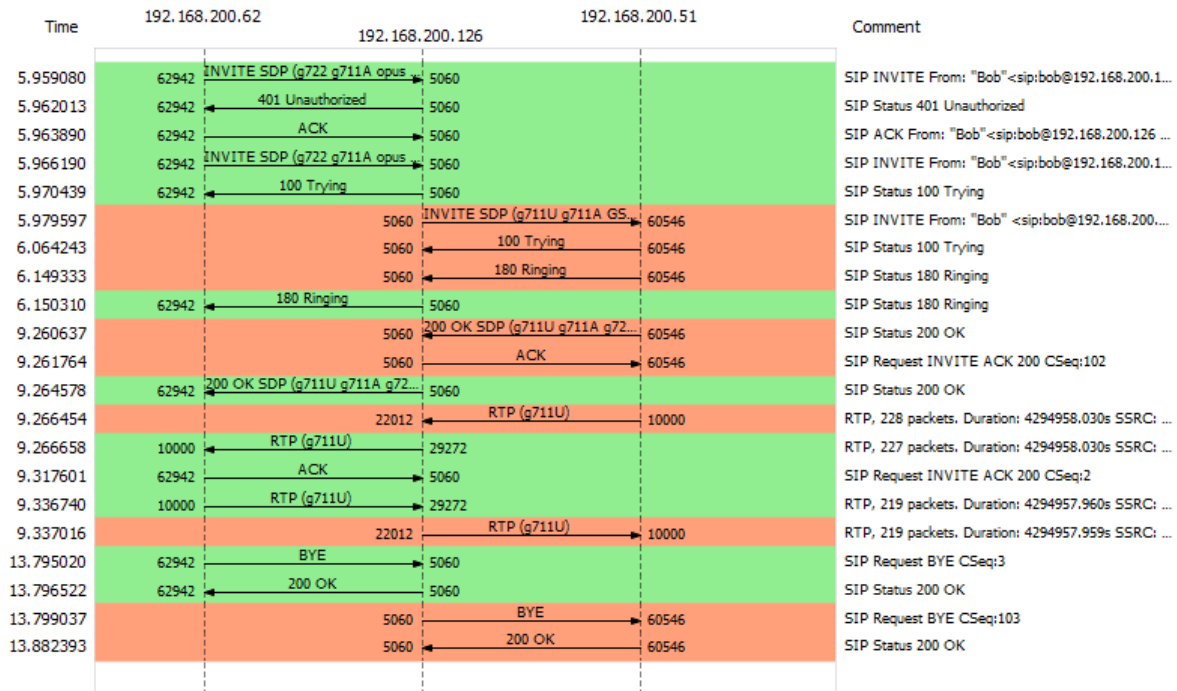 Time 192.168.200.62 192.168.200.126 192.168.200.51 Comment
5.959080 62942 INVITE SDP (g722 g711A opus ... 5060 SIP INVITE From: "Bob"<sip:bob@192.168.200.1...
5.962013 62942 401 Unauthorized 5060 SIP Status 401 Unauthorized
5.963890 62942 ACK 5060 SIP ACK From: "Bob"<sip:bob@192.168.200.126 ...
5.966190 62942 INVITE SDP (g722 g711A opus ... 5060 SIP INVITE From: "Bob"<sip:bob@192.168.200.1...
5.970439 62942 100 Trying 5060 SIP Status 100 Trying
5.979597 5060 INVITE SDP (g711U g711A GS... 60546 SIP INVITE From: "Bob" <sip:bob@192.168.200....
6.064243 5060 100 Trying 60546 SIP Status 100 Trying
6.149333 5060 180 Ringing 60546 SIP Status 180 Ringing
6.150310 62942 180 Ringing 5060 SIP Status 180 Ringing
9.260637 5060 200 OK SDP (g711U g711A g72... 60546 SIP Status 200 OK
9.261764 5060 ACK 60546 SIP Request INVITE ACK 200 CSeq:102
9.264578 62942 200 OK SDP (g711U g711A g72... 5060 SIP Status 200 OK
9.266454 22012 RTP (g711U) 10000 RTP, 228 packets. Duration: 4294958.030s SSRC: ...
9.266658 10000 RTP (g711U) 29272 RTP, 227 packets. Duration: 4294958.030s SSRC: ...
9.317601 62942 ACK 5060 SIP Request INVITE ACK 200 CSeq:2
9.336740 10000 RTP (g711U) 29272 RTP, 219 packets. Duration: 4294957.960s SSRC: ...
9.337016 22012 RTP (g711U) 10000 RTP, 219 packets. Duration: 4294957.959s SSRC: ...
13.795020 62942 BYE 5060 SIP Request BYE CSeq:3
13.796522 62942 200 OK 5060 SIP Status 200 OK
13.799037 5060 BYE 60546 SIP Request BYE CSeq:103
13.882393 5060 200 OK 60546 SIP Status 200 OK